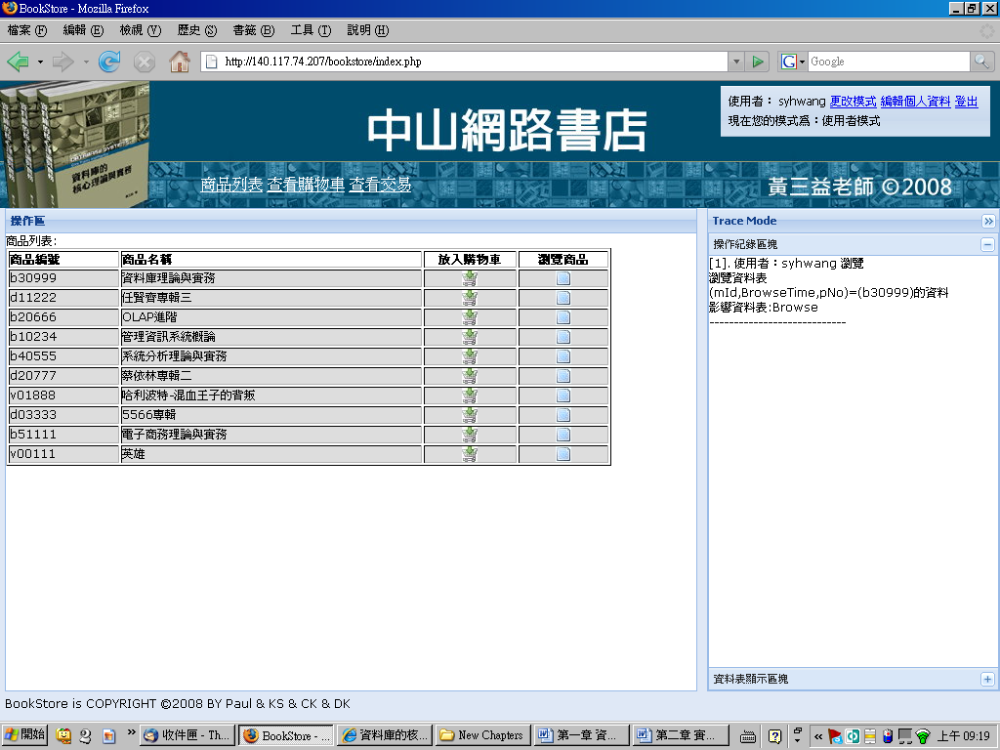 BookStore - Mozilla Firefox
檔案 (F) 編輯 (E) 檢視 (V) 歷史 (S) 書籤 (B) 工具 (T) 說明 (H)
http://140.117.74.207/bookstore/index.php
G Google
資料庫的
核心理論與實務
中山網路書店
使用者： syhwang 更改模式 編輯個人資料 登出
現在您的模式為：使用者模式
商品列表 查看購物車 查看交易
黃三益老師 ©2008
操作區
商品列表:
商品編號 商品名稱 放入購物車 瀏覽商品
b30999 資料庫理論與實務
d11222 任賢齊專輯三
b20666 OLAP進階
b10234 管理資訊系統概論
b40555 系統分析理論與實務
d20777 蔡依林專輯二
v01888 哈利波特-混血王子的背叛
d03333 5566專輯
b51111 電子商務理論與實務
v00111 英雄
Trace Mode
操作紀錄區塊
[1]. 使用者：syhwang 瀏覽
瀏覽資料表
(mId,BrowseTime,pNo)=(b30999)的資料
影響資料表:Browse
----------------------------
資料表顯示區塊
BookStore is COPYRIGHT ©2008 BY Paul & KS & CK & DK
開始 收件匣 - Th... BookStore - ... 資料庫的核... New Chapters 第一章 資... 第二章 實... 上午 09:19